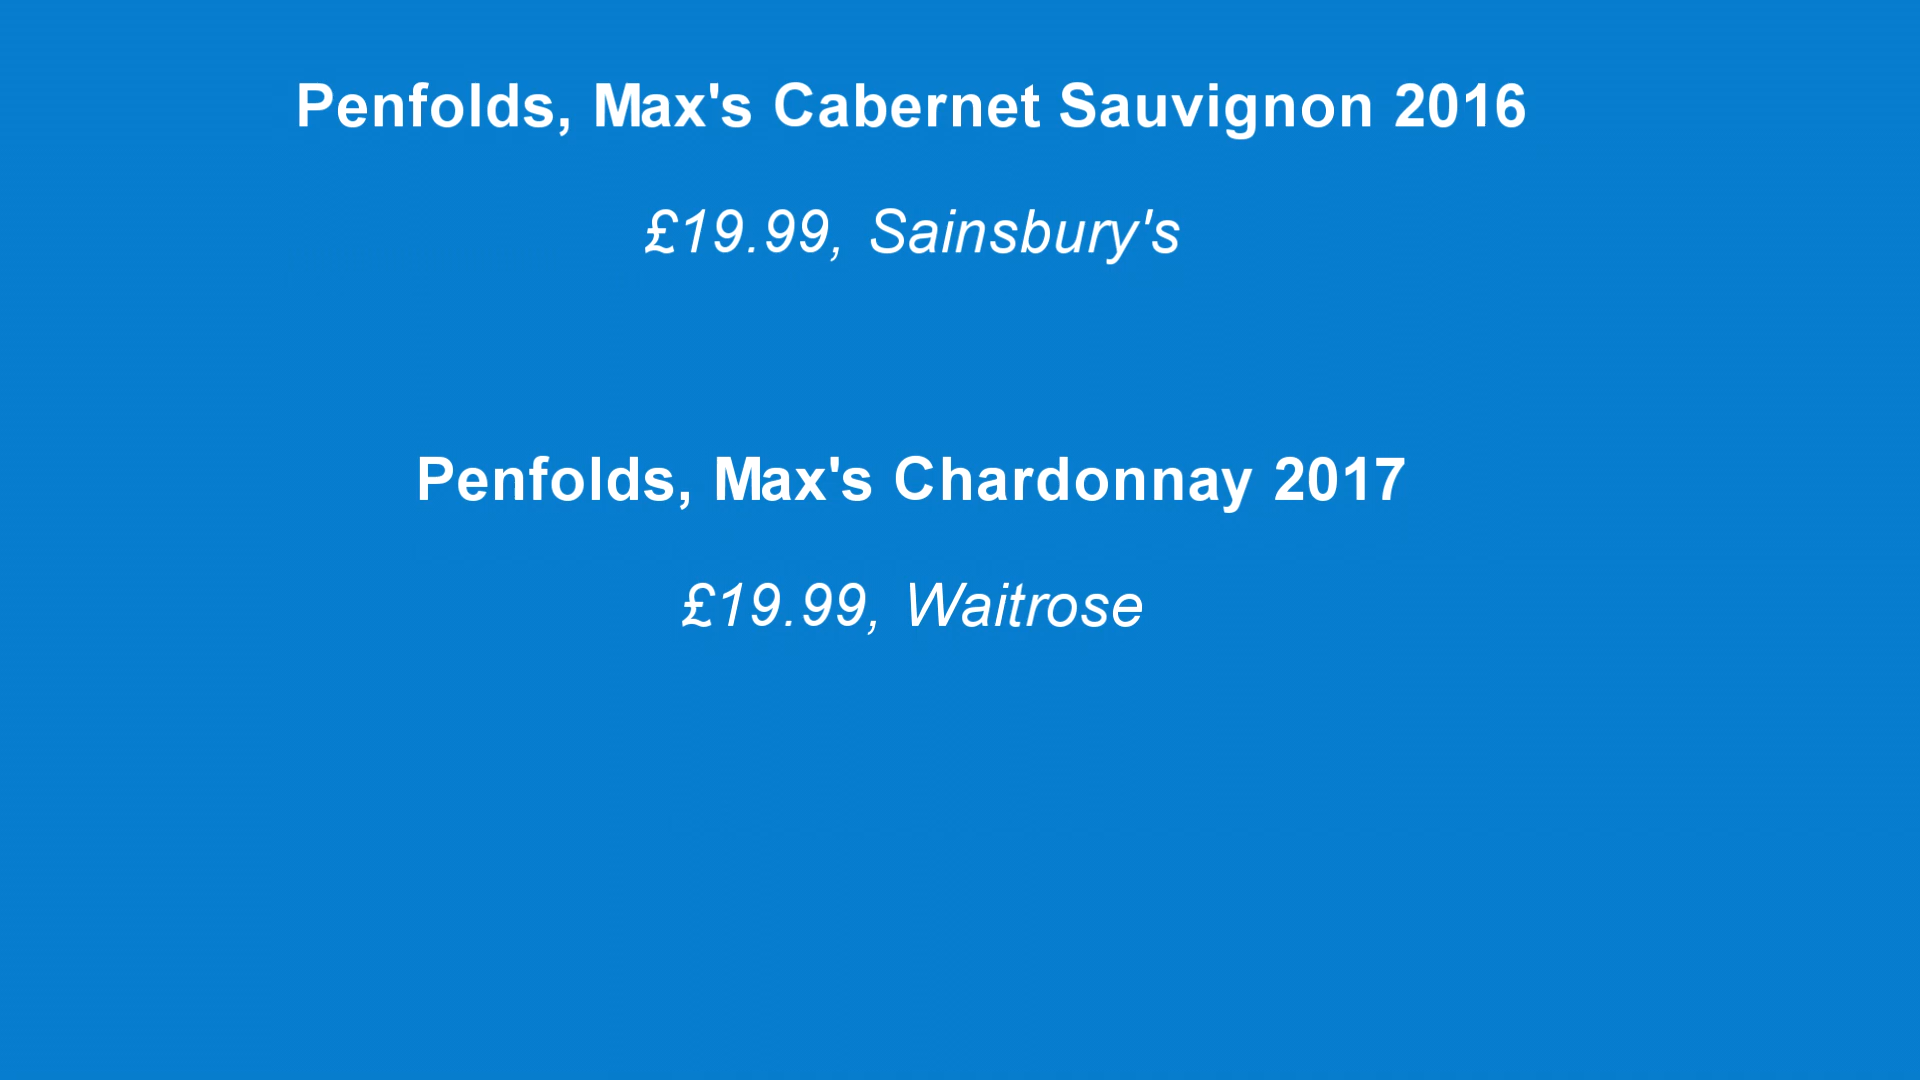 Penfolds, Max's Cabernet Sauvignon 2016
£19.99, Sainsbury's
Penfolds, Max's Chardonnay 2017
£19.99, Waitrose